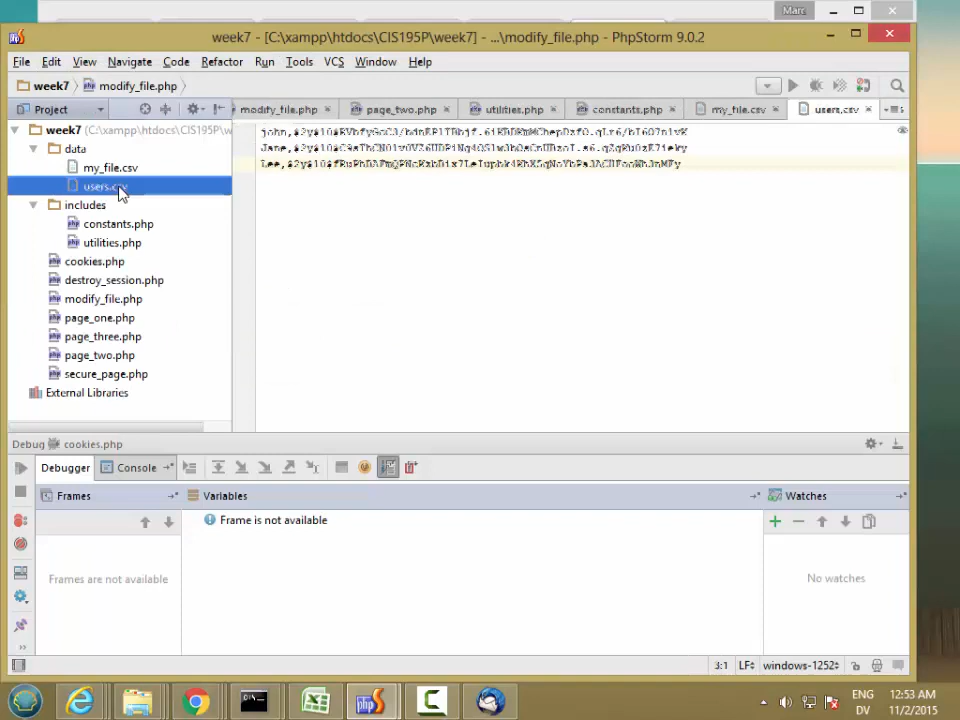 Marc
week7 - [C:\xampp\htdocs\CIS195P\week7] - ...\modify_file.php - PhpStorm 9.0.2
File Edit View Navigate Code Refactor Run Tools VCS Window Help
week7 modify_file.php
Project modify_file.php page_two.php utilities.php constants.php my_file.csv users.csv
week7 (C:\xampp\htdocs\CIS195P\w
data
my_file.csv
users.csv
includes
constants.php
utilities.php
cookies.php
destroy_session.php
modify_file.php
page_one.php
page_three.php
page_two.php
secure_page.php
External Libraries
Debug cookies.php
Debugger Console
Frames Variables Watches
Frame is not available
Frames are not available
No watches
3:1 LF windows-1252
ENG 12:53 AM
DV 11/2/2015